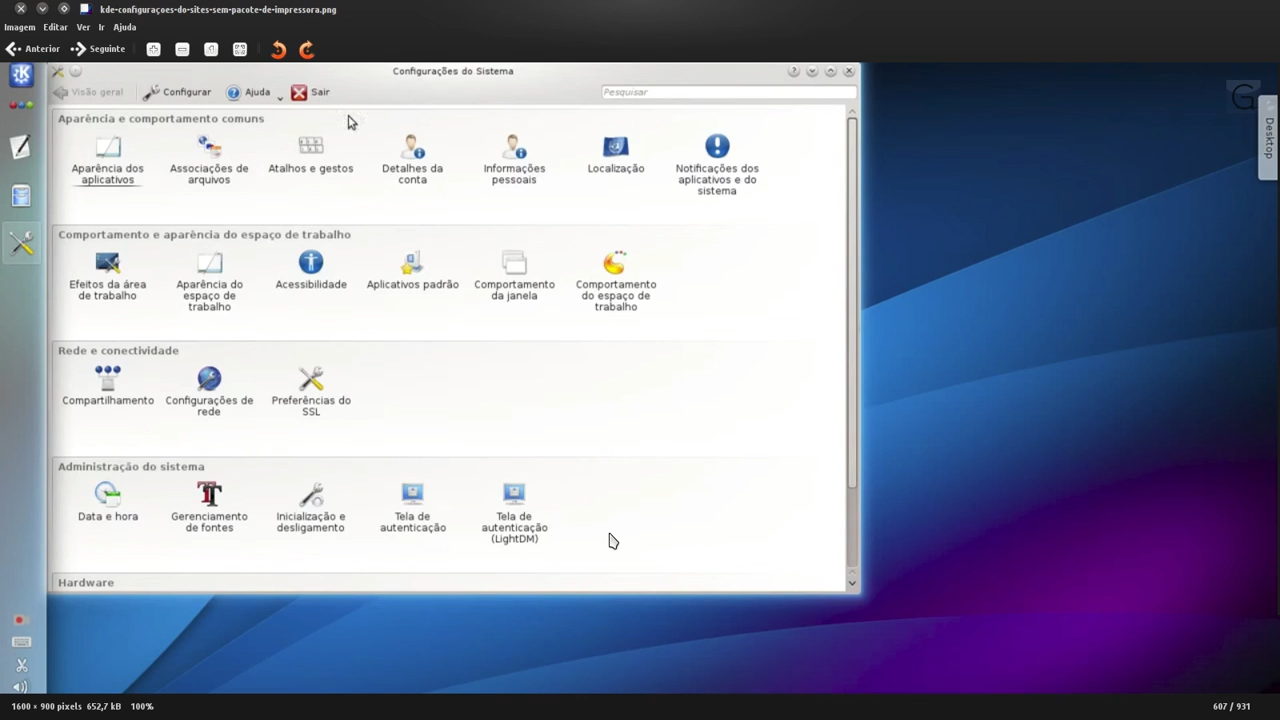 kde-configuraçoes-do-sites-sem-pacote-de-impressora.png
Imagem Editar Ver Ir Ajuda
Anterior Seguinte
Configurações do Sistema
Visão geral Configurar Ajuda Sair Pesquisar
Desktop
Aparência e comportamento comuns
Aparência dos aplicativos
Associações de arquivos
Atalhos e gestos
Detalhes da conta
Informações pessoais
Localização
Notificações dos aplicativos e do sistema
Comportamento e aparência do espaço de trabalho
Efeitos da área de trabalho
Aparência do espaço de trabalho
Acessibilidade
Aplicativos padrão
Comportamento da janela
Comportamento do espaço de trabalho
Rede e conectividade
Compartilhamento
Configurações de rede
Preferências do SSL
Administração do sistema
Data e hora
Gerenciamento de fontes
Inicialização e desligamento
Tela de autenticação
Tela de autenticação (LightDM)
Hardware
1600 × 900 pixels 652,7 kB 100%
607 / 931